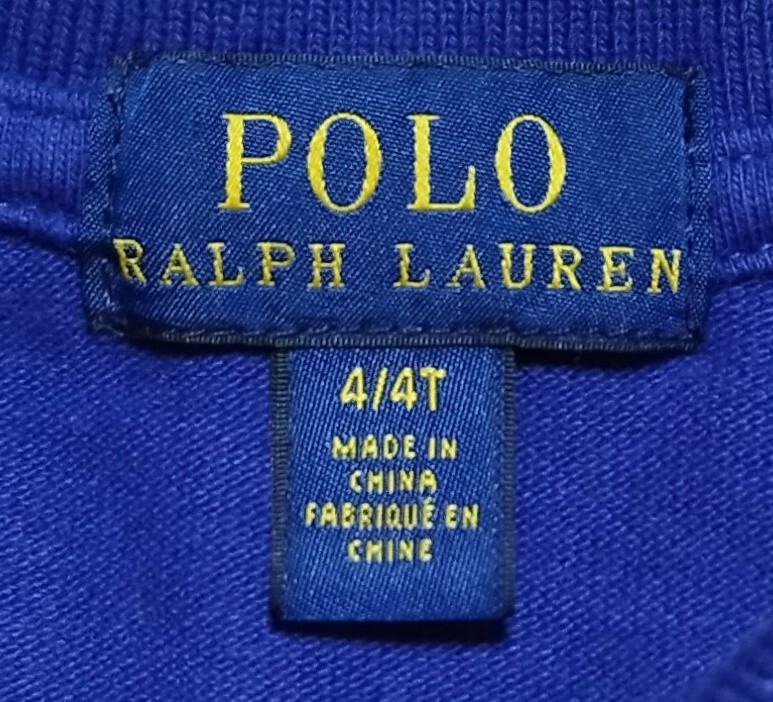 POLO
RALPH LAUREN
4/4T
MADE IN
CHINA
FABRIQUÉ EN
CHINE